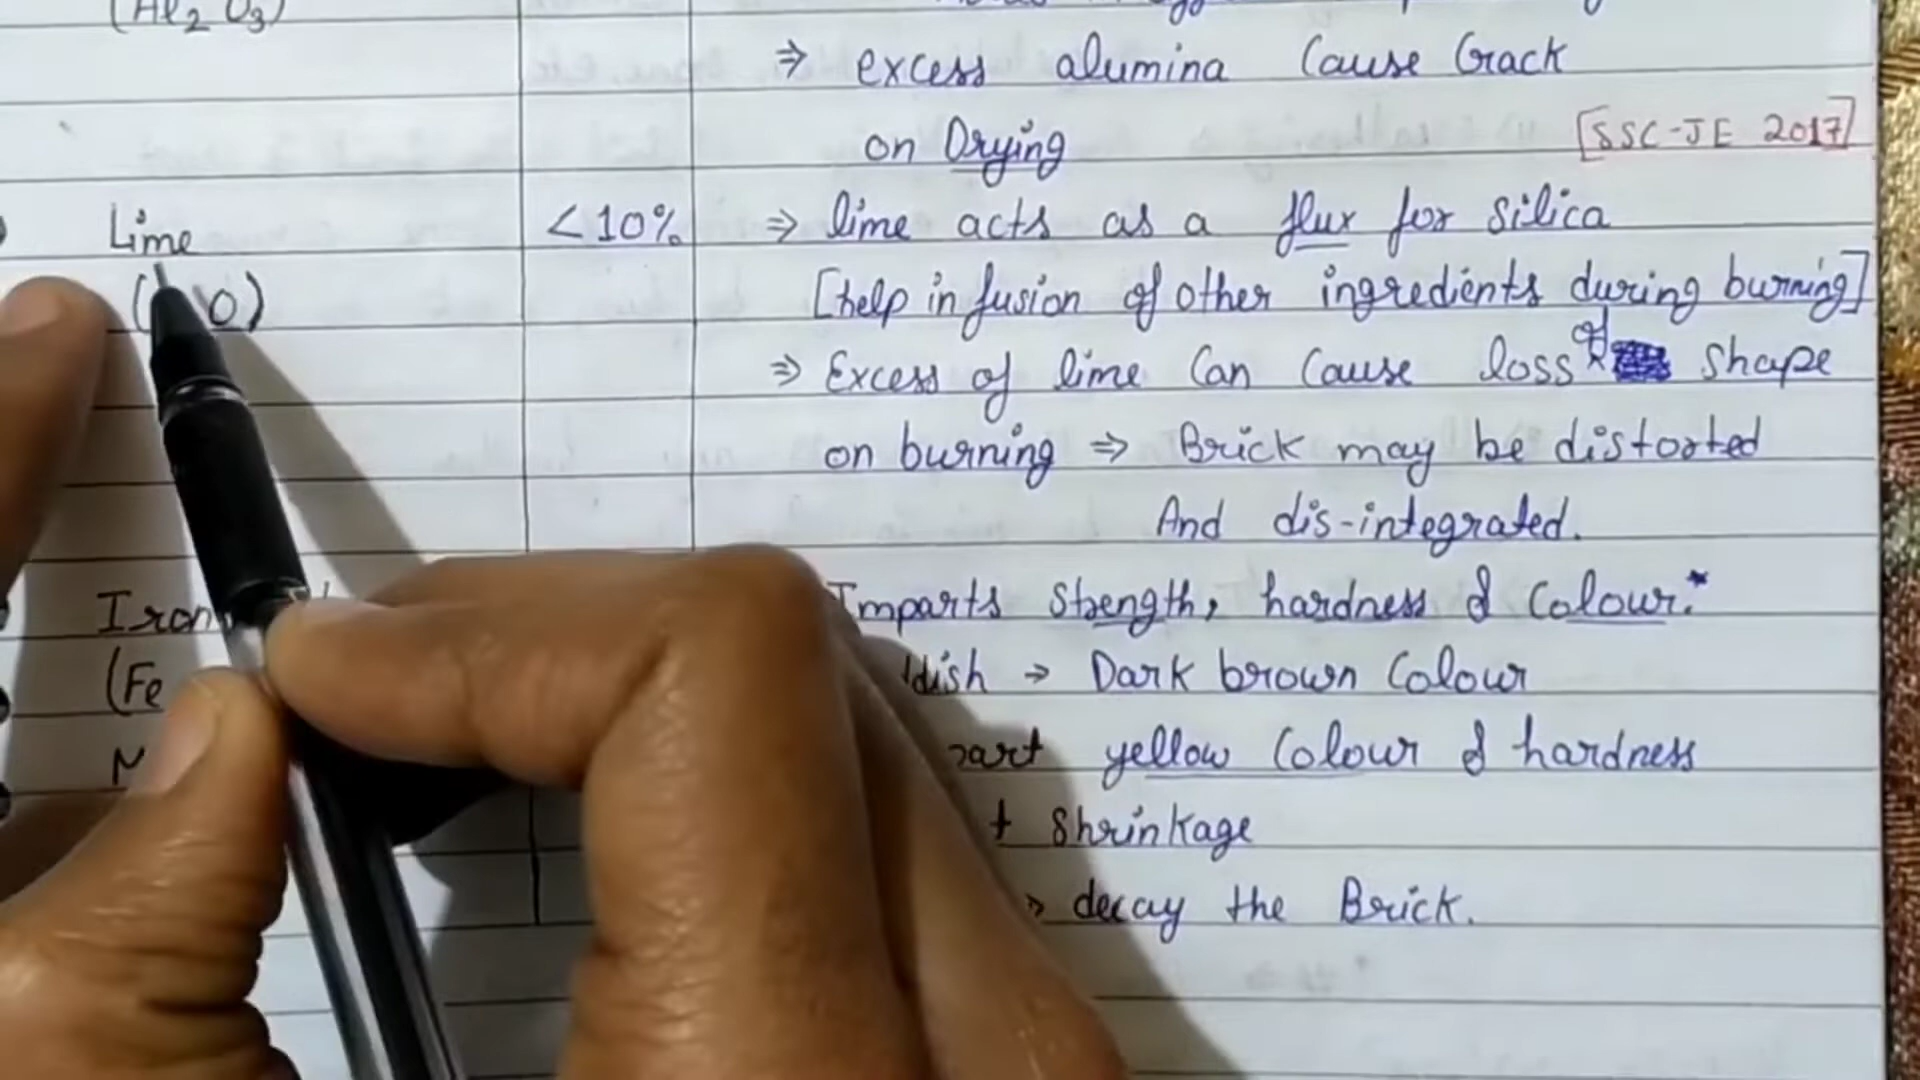 (Al2 O3)
⇒ excess alumina Cause Crack
on Drying
[SSC-JE 2017]
Lime <10% ⇒ lime acts as a flux for Silica
[help in fusion of other ingredients during burning]
⇒ Excess of lime Can Cause loss of Shape
on burning ⇒ Brick may be distorted
And dis-integrated.
Iron Imparts Strength, hardness & Colour.*
(Fe → Dark brown Colour
yellow Colour & hardness
Shrinkage
decay the Brick.